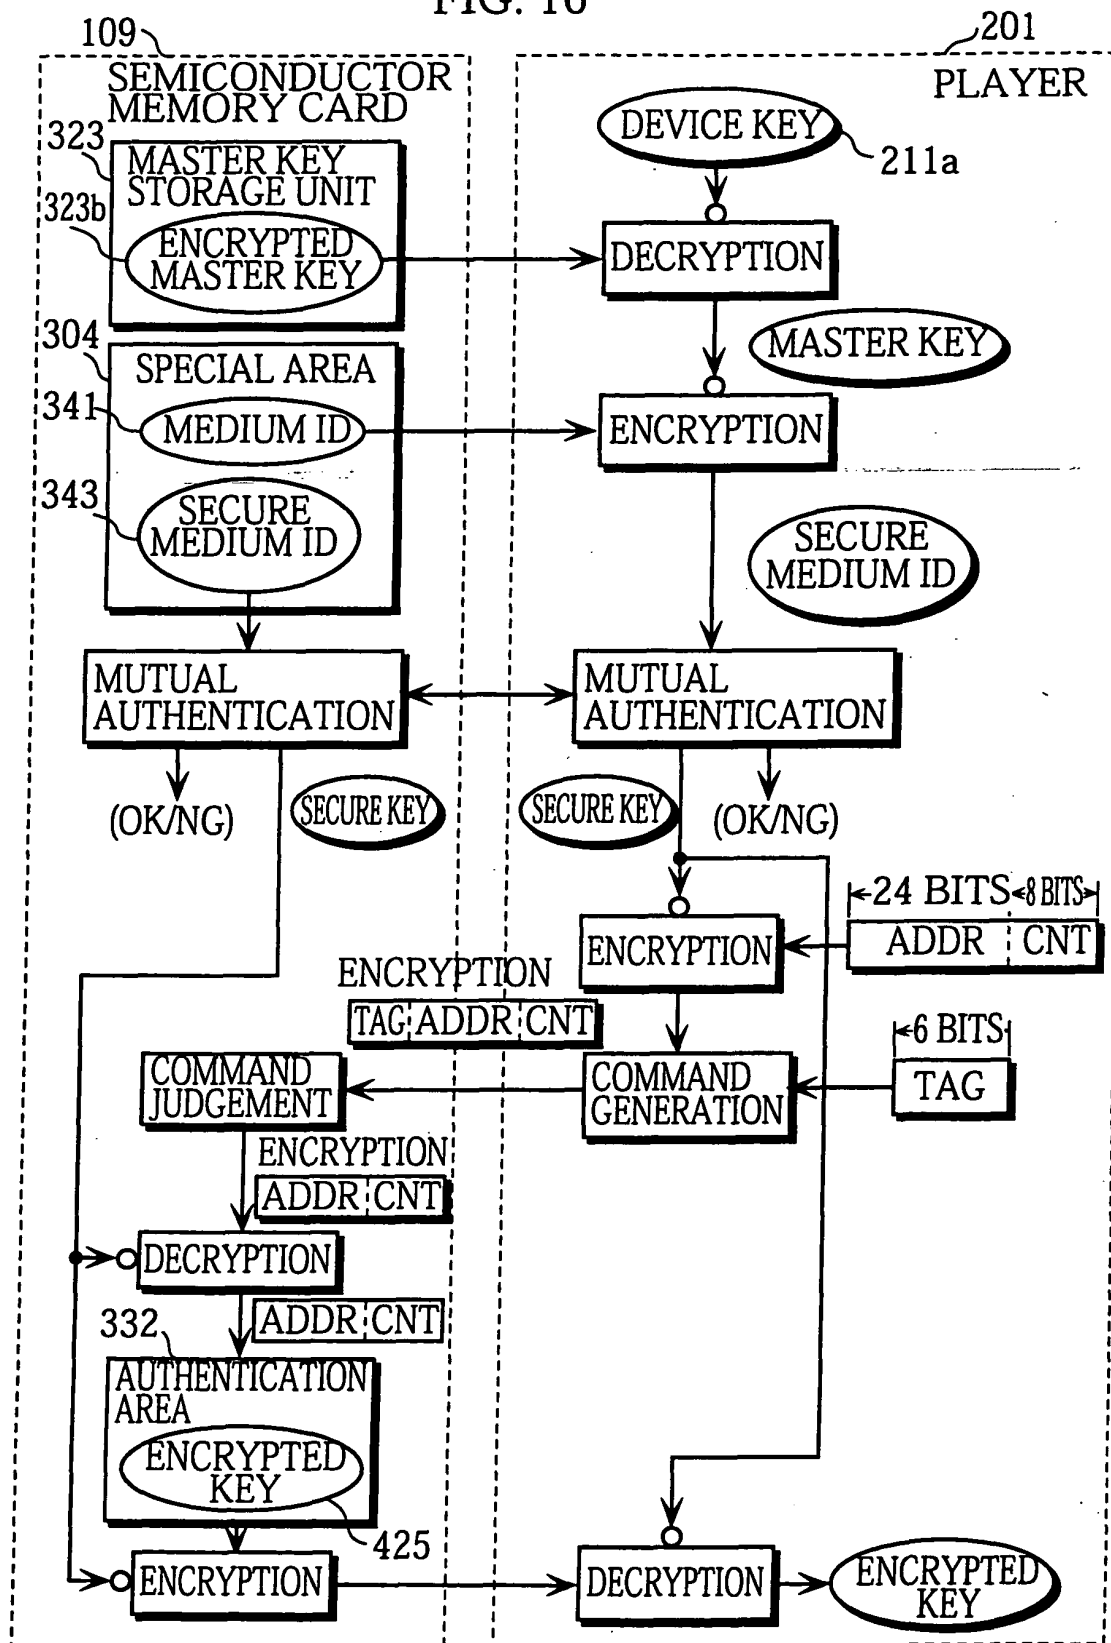 FIG. 16
109
201
SEMICONDUCTOR
MEMORY CARD
PLAYER
DEVICE KEY
211a
323
MASTER KEY
STORAGE UNIT
323b
ENCRYPTED
MASTER KEY
DECRYPTION
MASTER KEY
304
SPECIAL AREA
341
MEDIUM ID
ENCRYPTION
343
SECURE
MEDIUM ID
SECURE
MEDIUM ID
MUTUAL
AUTHENTICATION
MUTUAL
AUTHENTICATION
(OK/NG)
SECURE KEY
SECURE KEY
(OK/NG)
24 BITS
8 BITS
ENCRYPTION
ADDR CNT
ENCRYPTION
TAG ADDR CNT
6 BITS
COMMAND
JUDGEMENT
COMMAND
GENERATION
TAG
ENCRYPTION
ADDR CNT
DECRYPTION
ADDR CNT
332
AUTHENTICATION
AREA
ENCRYPTED
KEY
425
ENCRYPTION
DECRYPTION
ENCRYPTED
KEY